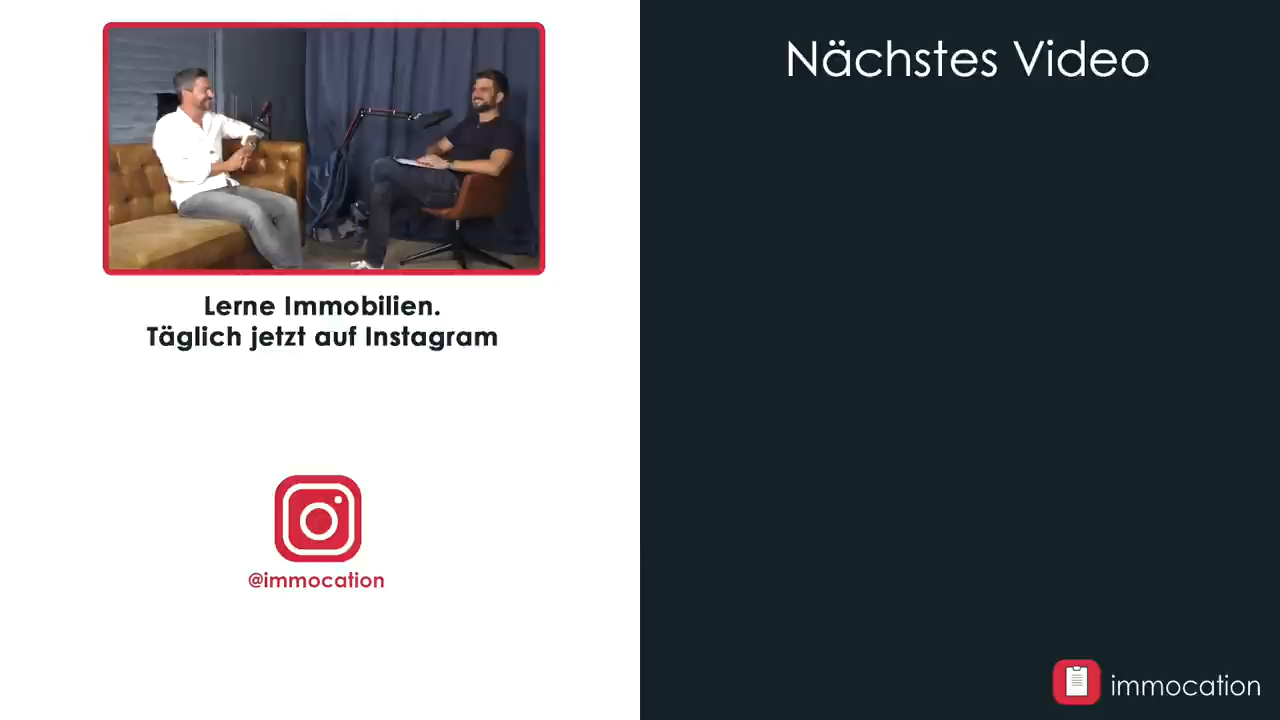 Lerne Immobilien.
Täglich jetzt auf Instagram
@immocation
Nächstes Video
immocation